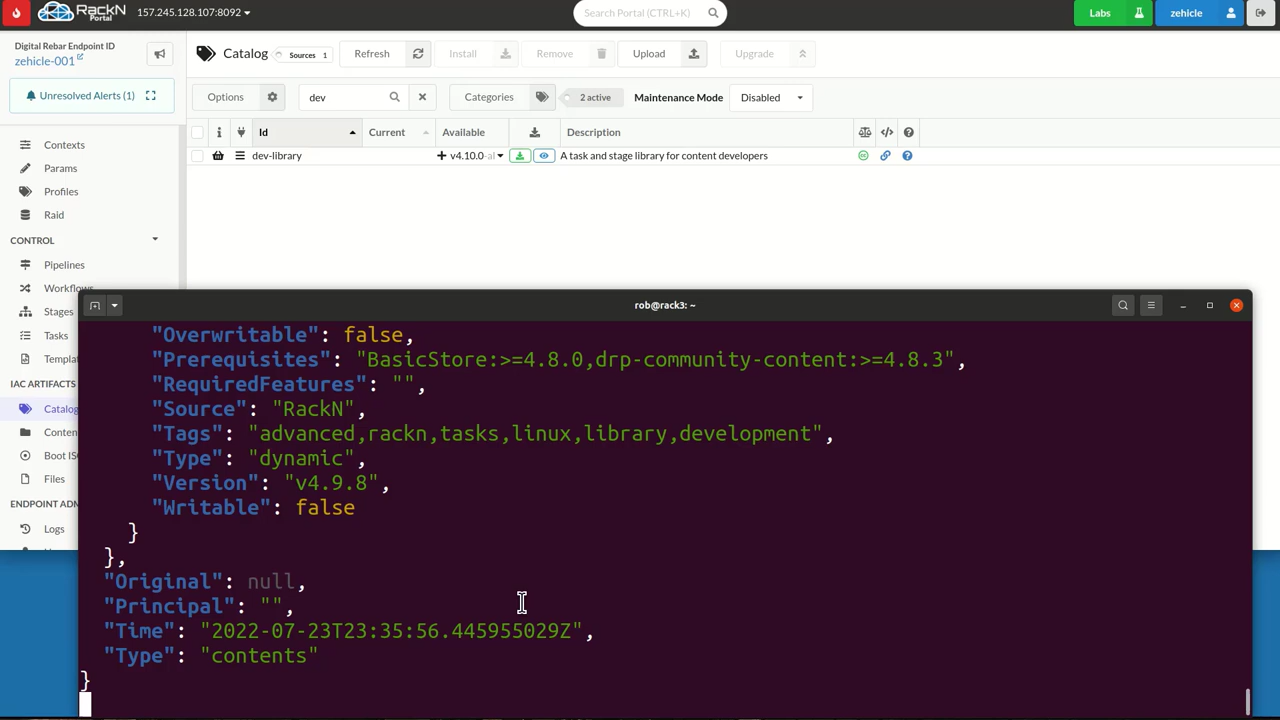 RackN Portal
157.245.128.107:8092
Search Portal (CTRL+K)
Labs
zehicle
Digital Rebar Endpoint ID
zehicle-001
Unresolved Alerts (1)
Catalog
Sources 1
Refresh
Install
Remove
Upload
Upgrade
Options
dev
Categories
2 active
Maintenance Mode
Disabled
Id
Current
Available
Description
dev-library
v4.10.0-al
A task and stage library for content developers
Contexts
Params
Profiles
Raid
CONTROL
Pipelines
Workflows
Stages
Tasks
Templa
IAC ARTIFACTS
Catalog
Conten
Boot IS
Files
ENDPOINT ADM
Logs
rob@rack3: ~
"Overwritable": false,
"Prerequisites": "BasicStore:>=4.8.0,drp-community-content:>=4.8.3",
"RequiredFeatures": "",
"Source": "RackN",
"Tags": "advanced,rackn,tasks,linux,library,development",
"Type": "dynamic",
"Version": "v4.9.8",
"Writable": false
}
},
"Original": null,
"Principal": "",
"Time": "2022-07-23T23:35:56.445955029Z",
"Type": "contents"
}